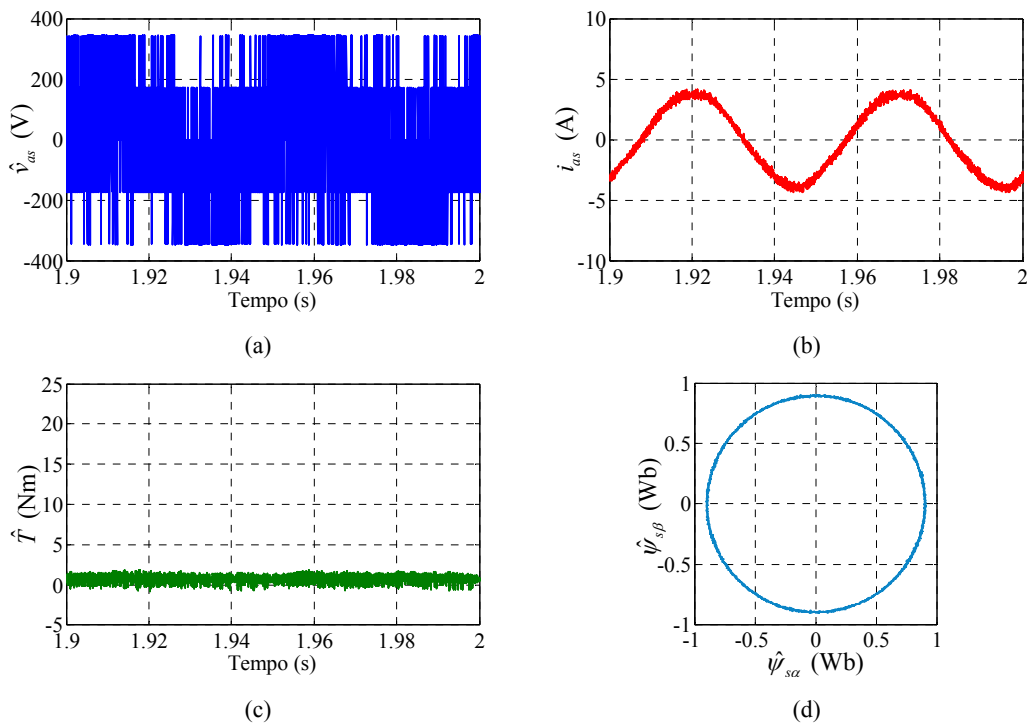 400
200
0
-200
-400
v̂as (V)
1.9 1.92 1.94 1.96 1.98 2
Tempo (s)
(a)
10
5
0
-5
-10
ias (A)
1.9 1.92 1.94 1.96 1.98 2
Tempo (s)
(b)
25
20
15
10
5
0
-5
T̂ (Nm)
1.9 1.92 1.94 1.96 1.98 2
Tempo (s)
(c)
1
0.5
0
-0.5
-1
ψ̂sβ (Wb)
-1 -0.5 0 0.5 1
ψ̂sα (Wb)
(d)